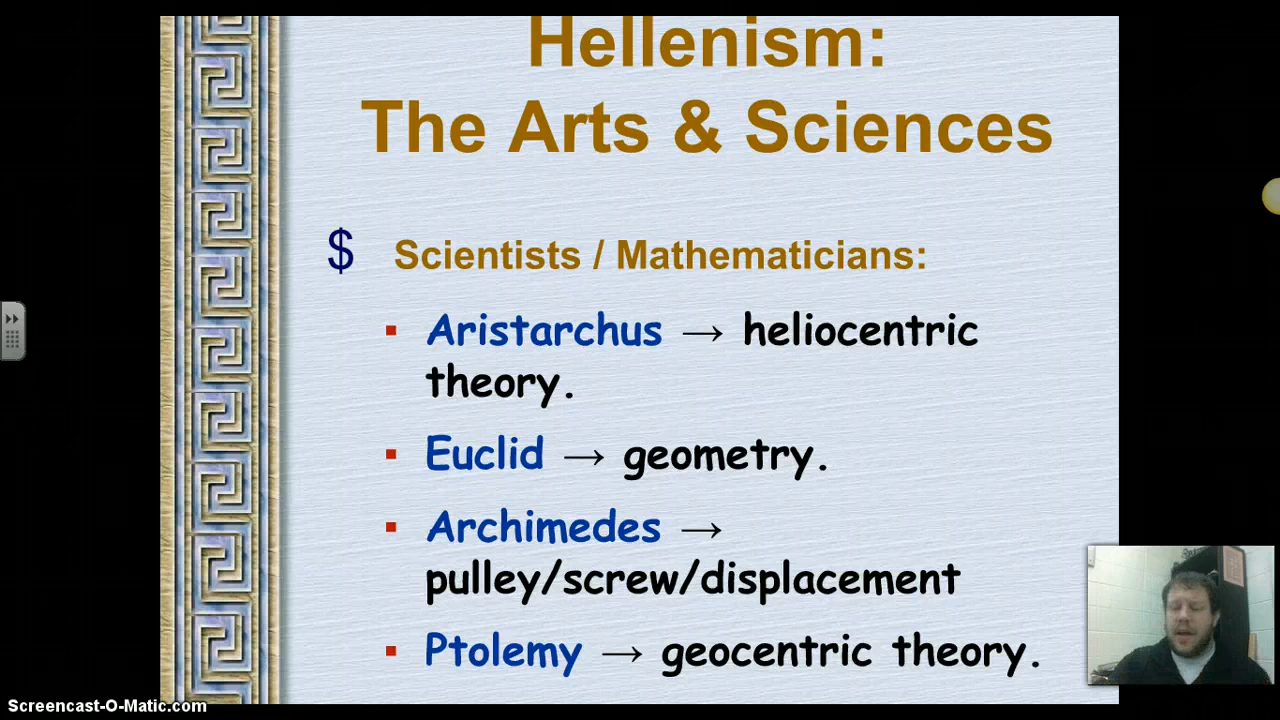 Hellenism:
The Arts & Sciences
$ Scientists / Mathematicians:
▪ Aristarchus → heliocentric
theory.
▪ Euclid → geometry.
▪ Archimedes →
pulley/screw/displacement
▪ Ptolemy → geocentric theory.
Screencast-O-Matic.com